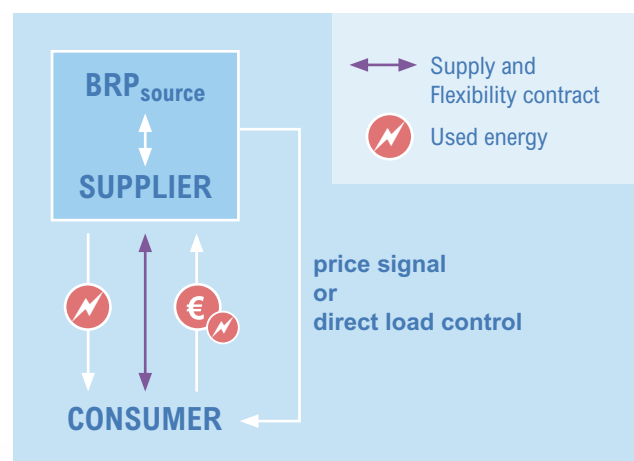 BRPsource
SUPPLIER
Supply and
Flexibility contract
Used energy
price signal
or
direct load control
€
CONSUMER